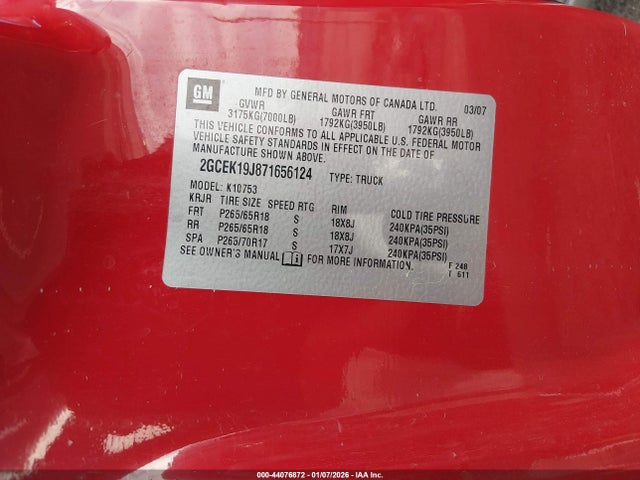 GM
MFD BY GENERAL MOTORS OF CANADA LTD. 03/07
GVWR GAWR FRT GAWR RR
3175KG(7000LB) 1792KG(3950LB) 1792KG(3950LB)
THIS VEHICLE CONFORMS TO ALL APPLICABLE U.S. FEDERAL MOTOR
VEHICLE SAFETY STANDARDS IN EFFECT ON THE DATE OF
MANUFACTURE SHOWN ABOVE.
2GCEK19J871656124 TYPE: TRUCK
MODEL: K10753
KRJR TIRE SIZE SPEED RTG RIM COLD TIRE PRESSURE
FRT P265/65R18 S 18X8J 240KPA(35PSI)
RR P265/65R18 S 18X8J 240KPA(35PSI)
SPA P265/70R17 S 17X7J 240KPA(35PSI)
SEE OWNER'S MANUAL FOR MORE INFORMATION.
F 248
T 611
000-44076872 - 01/07/2026 - IAA Inc.